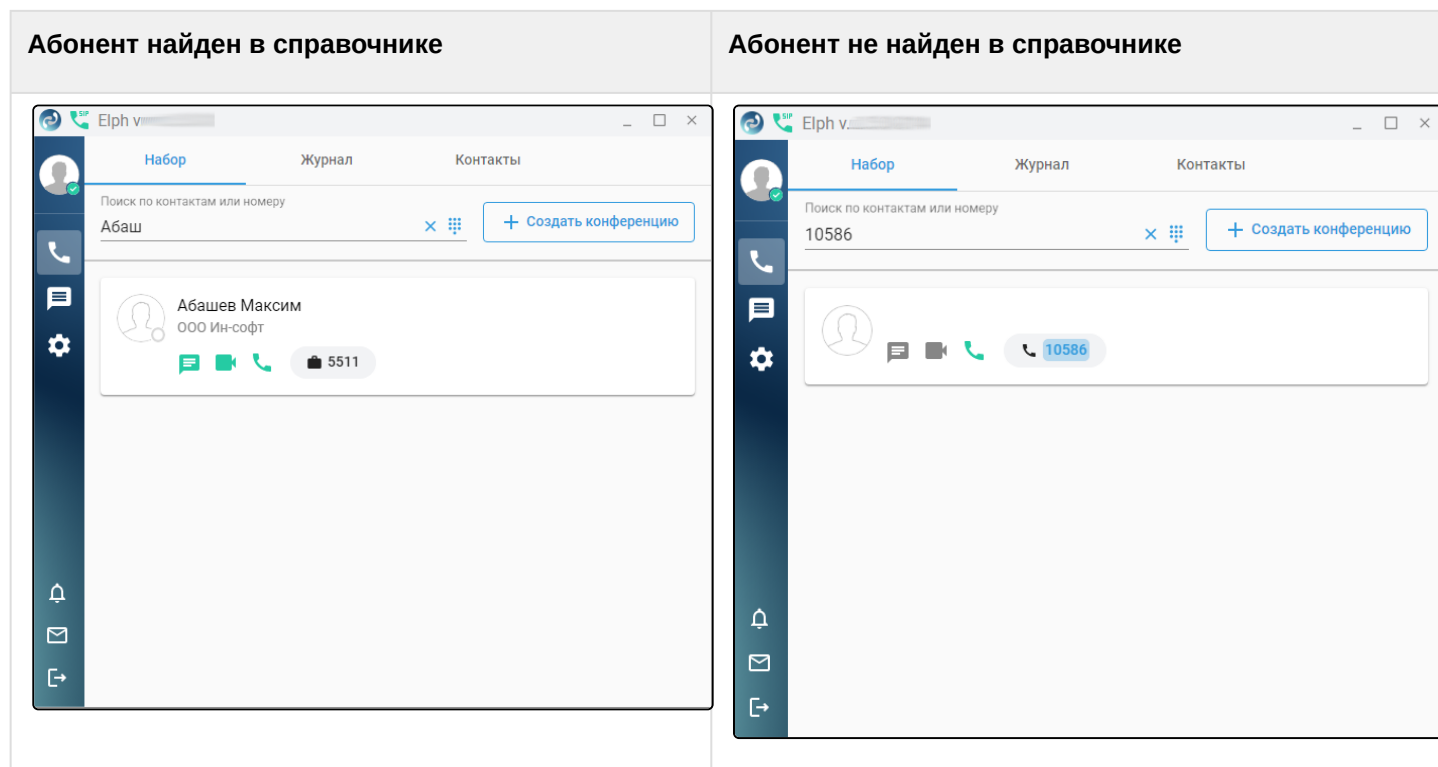 Абонент найден в справочнике
Абонент не найден в справочнике
SIP
Elph v
Набор
Журнал
Контакты
Поиск по контактам или номеру
Абаш
Создать конференцию
Абашев Максим
ООО Ин-софт
5511
SIP
Elph v.
Набор
Журнал
Контакты
Поиск по контактам или номеру
10586
Создать конференцию
10586